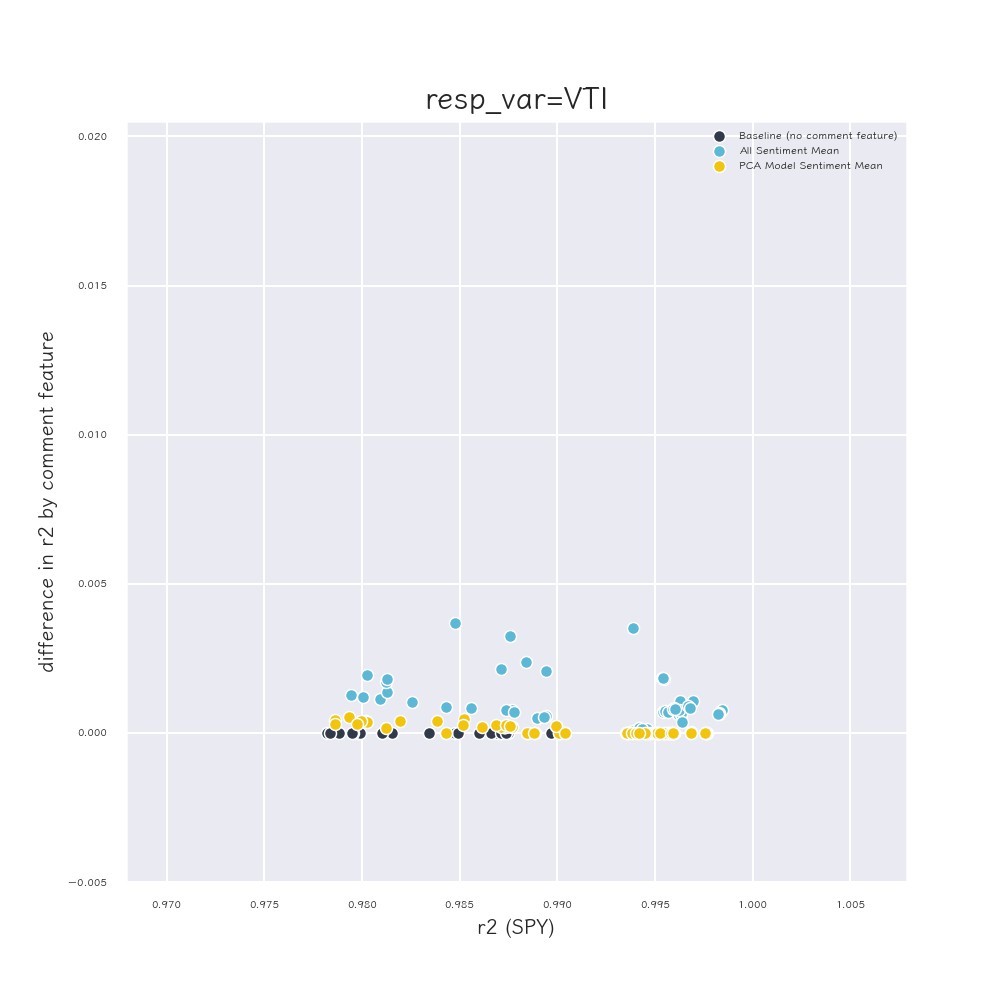 resp_var=VTI
Baseline (no comment feature)
All Sentiment Mean
PCA Model Sentiment Mean
difference in r2 by comment feature
0.020
0.015
0.010
0.005
0.000
−0.005
0.970 0.975 0.980 0.985 0.990 0.995 1.000 1.005
r2 (SPY)